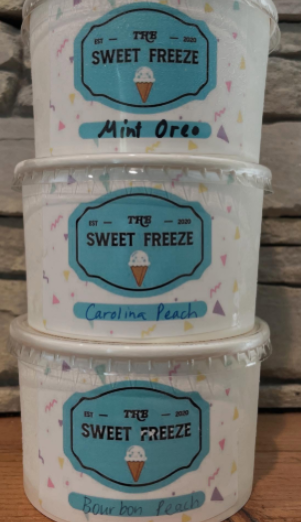 EST — THE — 2020
SWEET FREEZE
Mint Oreo
EST — THE — 2020
SWEET FREEZE
Carolina Peach
EST — THE — 2020
SWEET FREEZE
Bourbon Peach